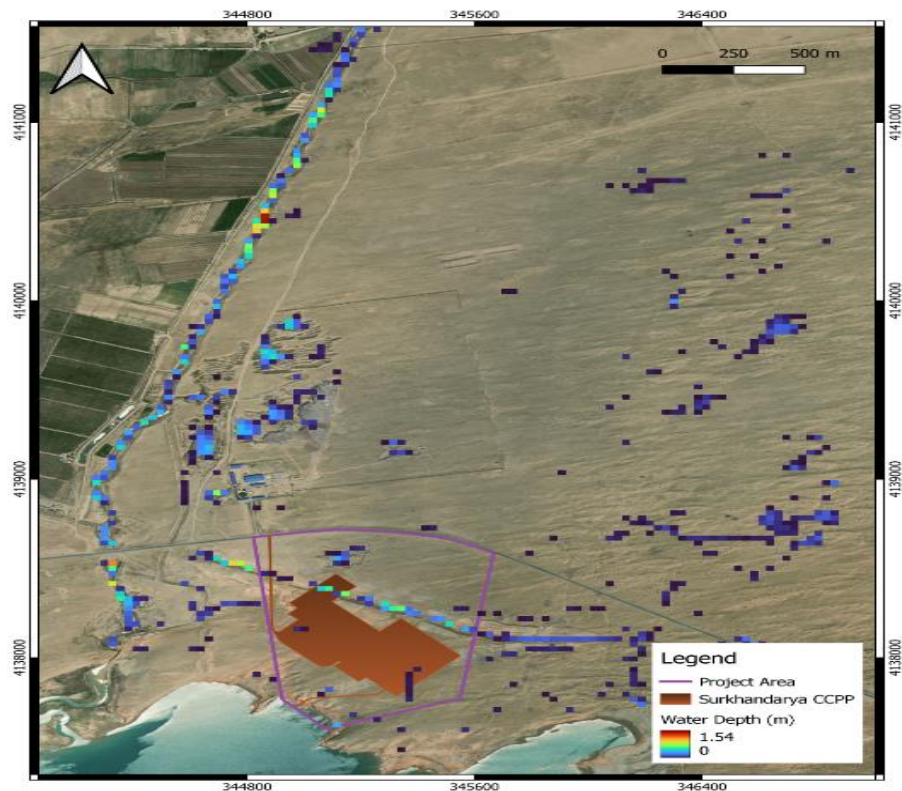 344800 345600 346400
0 250 500 m
4141000 4141000
4140000 4140000
4139000 4139000
4138000 4138000
Legend
Project Area
Surkhandarya CCPP
Water Depth (m)
1.54
0
344800 345600 346400